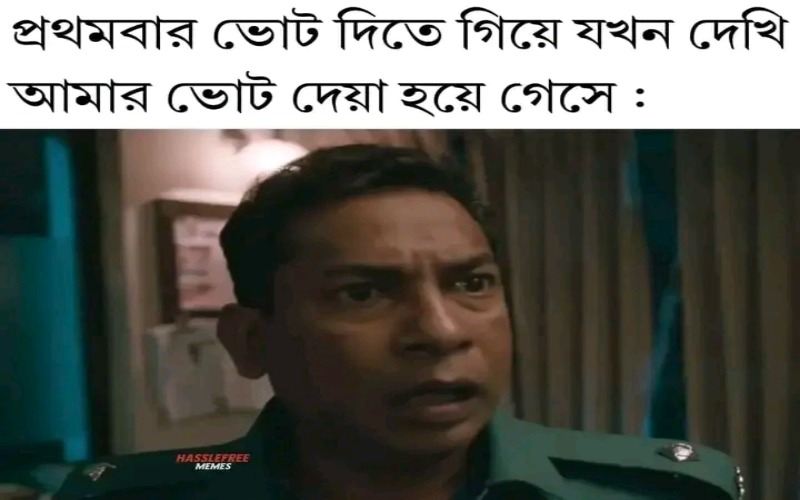 প্রথমবার ভোট দিতে গিয়ে যখন দেখি
আমার ভোট দেয়া হয়ে গেসে :
HASSLEFREE
MEMES